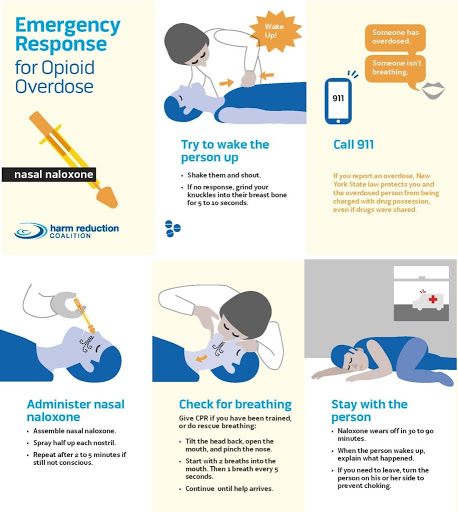 Emergency
Response
for Opioid
Overdose
nasal naloxone
harm reduction
COALITION
Wake
Up!
Try to wake the
person up
• Shake them and shout.
• If no response, grind your
knuckles into their breast bone
for 5 to 10 seconds.
Someone has
overdosed.
Someone isn't
breathing.
911
Call 911
If you report an overdose, New
York State law protects you and
the overdosed person from being
charged with drug possession,
even if drugs were shared.
Administer nasal
naloxone
• Assemble nasal naloxone.
• Spray half up each nostril.
• Repeat after 2 to 5 minutes if
still not conscious.
Check for breathing
Give CPR if you have been trained,
or do rescue breathing:
• Tilt the head back, open the
mouth, and pinch the nose.
• Start with 2 breaths into the
mouth. Then 1 breath every 5
seconds.
• Continue until help arrives.
Stay with the
person
• Naloxone wears off in 30 to 90
minutes.
• When the person wakes up,
explain what happened.
• If you need to leave, turn the
person on his or her side to
prevent choking.